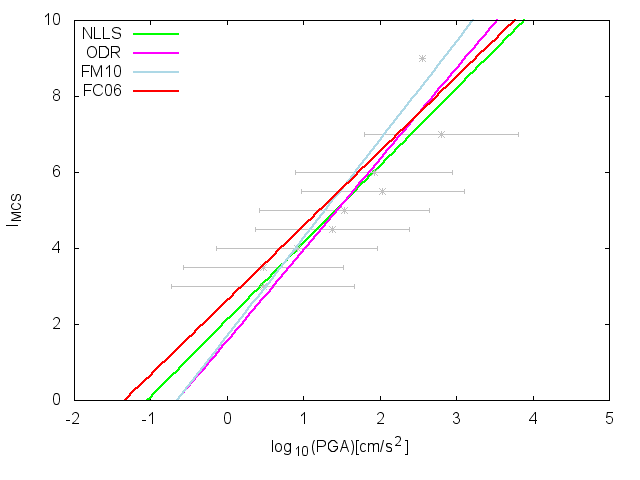 10
NLLS
ODR
FM10
FC06
8
6
I_MCS
4
2
0
-2 -1 0 1 2 3 4 5
log₁₀(PGA)[cm/s²]